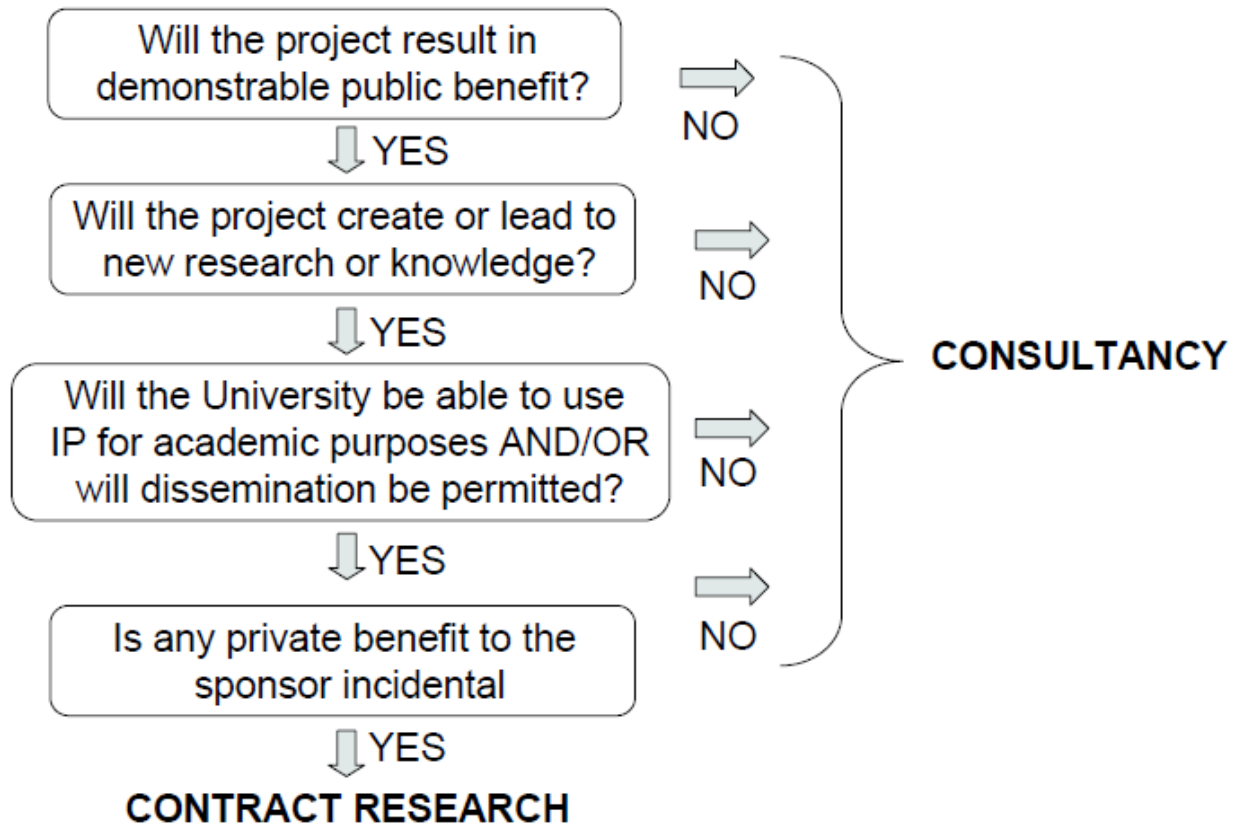 Will the project result in
demonstrable public benefit?
NO
YES
Will the project create or lead to
new research or knowledge?
NO
YES
CONSULTANCY
Will the University be able to use
IP for academic purposes AND/OR
will dissemination be permitted?
NO
YES
Is any private benefit to the
sponsor incidental
NO
YES
CONTRACT RESEARCH